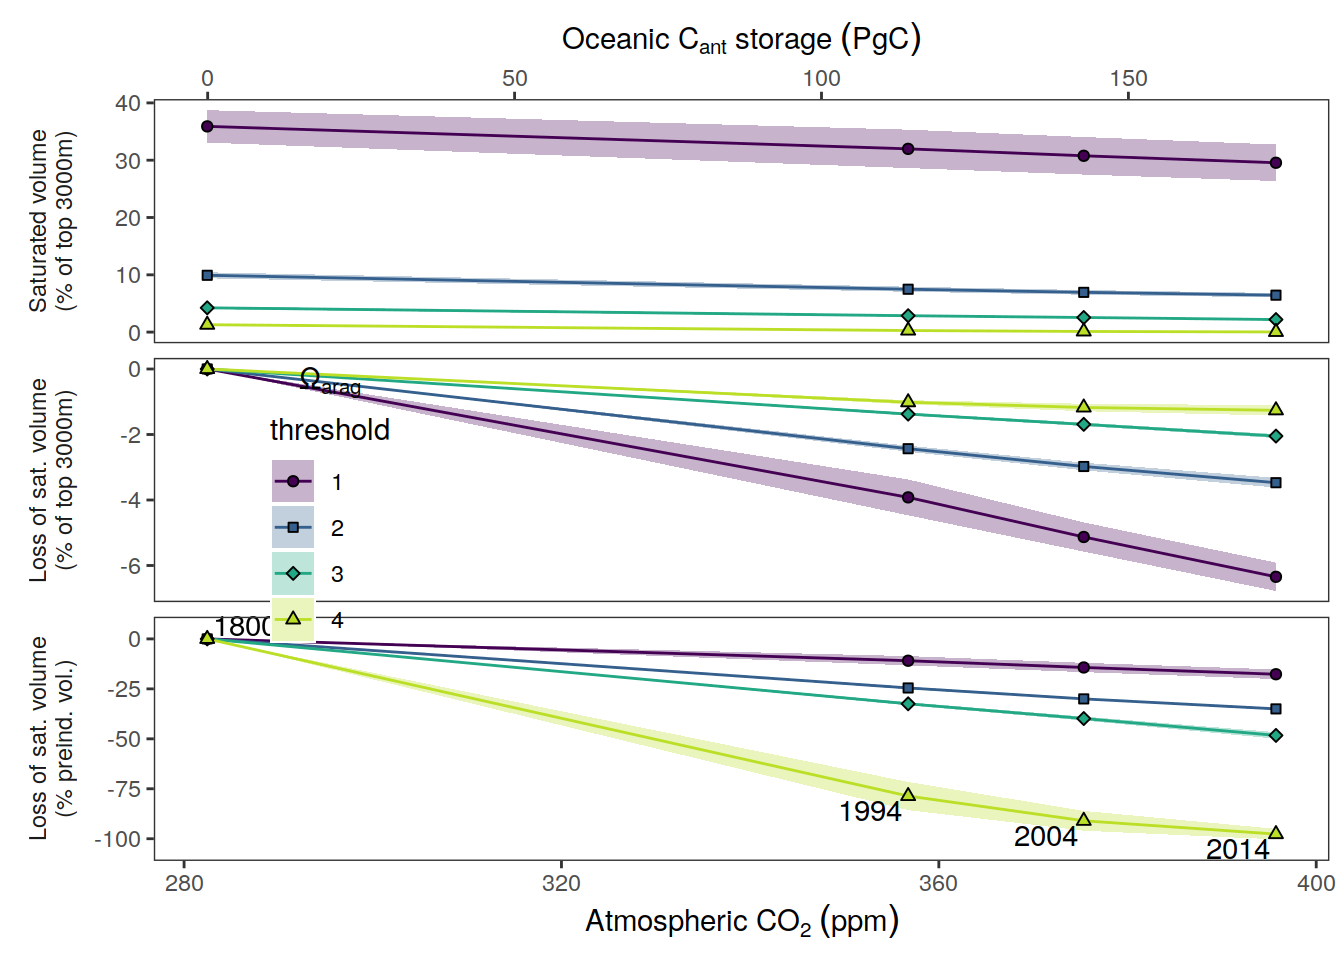 Oceanic Cant storage (PgC)
0 50 100 150
Saturated volume
(% of top 3000m)
40
30
20
10
0
Loss of sat. volume
(% of top 3000m)
0
-2
-4
-6
Ωarag
threshold
1
2
3
4
Loss of sat. volume
(% preind. vol.)
0
-25
-50
-75
-100
1800
1994
2004
2014
280 320 360 400
Atmospheric CO2 (ppm)